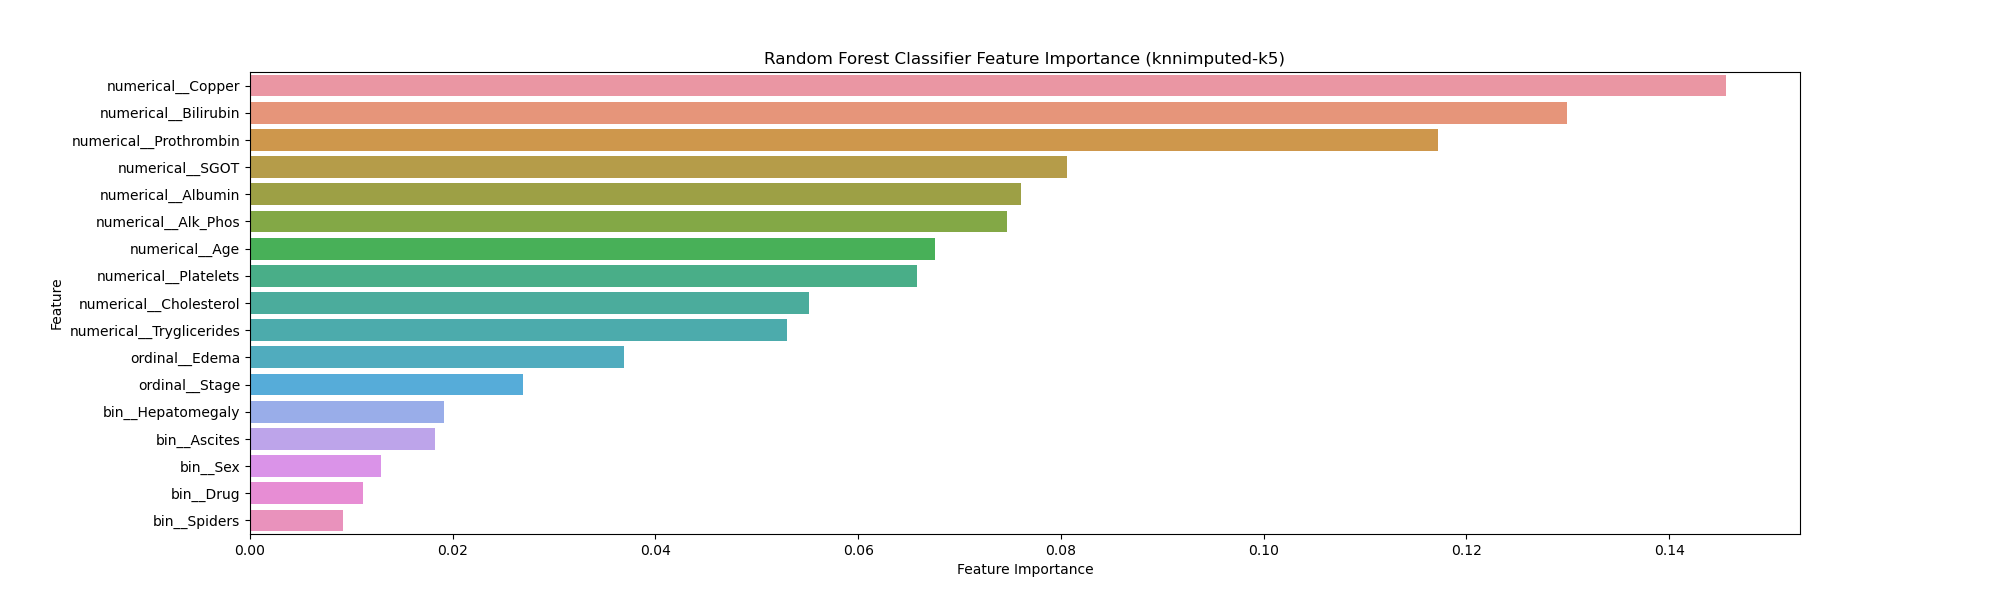 Random Forest Classifier Feature Importance (knnimputed-k5)
numerical__Copper
numerical__Bilirubin
numerical__Prothrombin
numerical__SGOT
numerical__Albumin
numerical__Alk_Phos
numerical__Age
numerical__Platelets
numerical__Cholesterol
numerical__Tryglicerides
ordinal__Edema
ordinal__Stage
bin__Hepatomegaly
bin__Ascites
bin__Sex
bin__Drug
bin__Spiders
Feature
0.00 0.02 0.04 0.06 0.08 0.10 0.12 0.14
Feature Importance